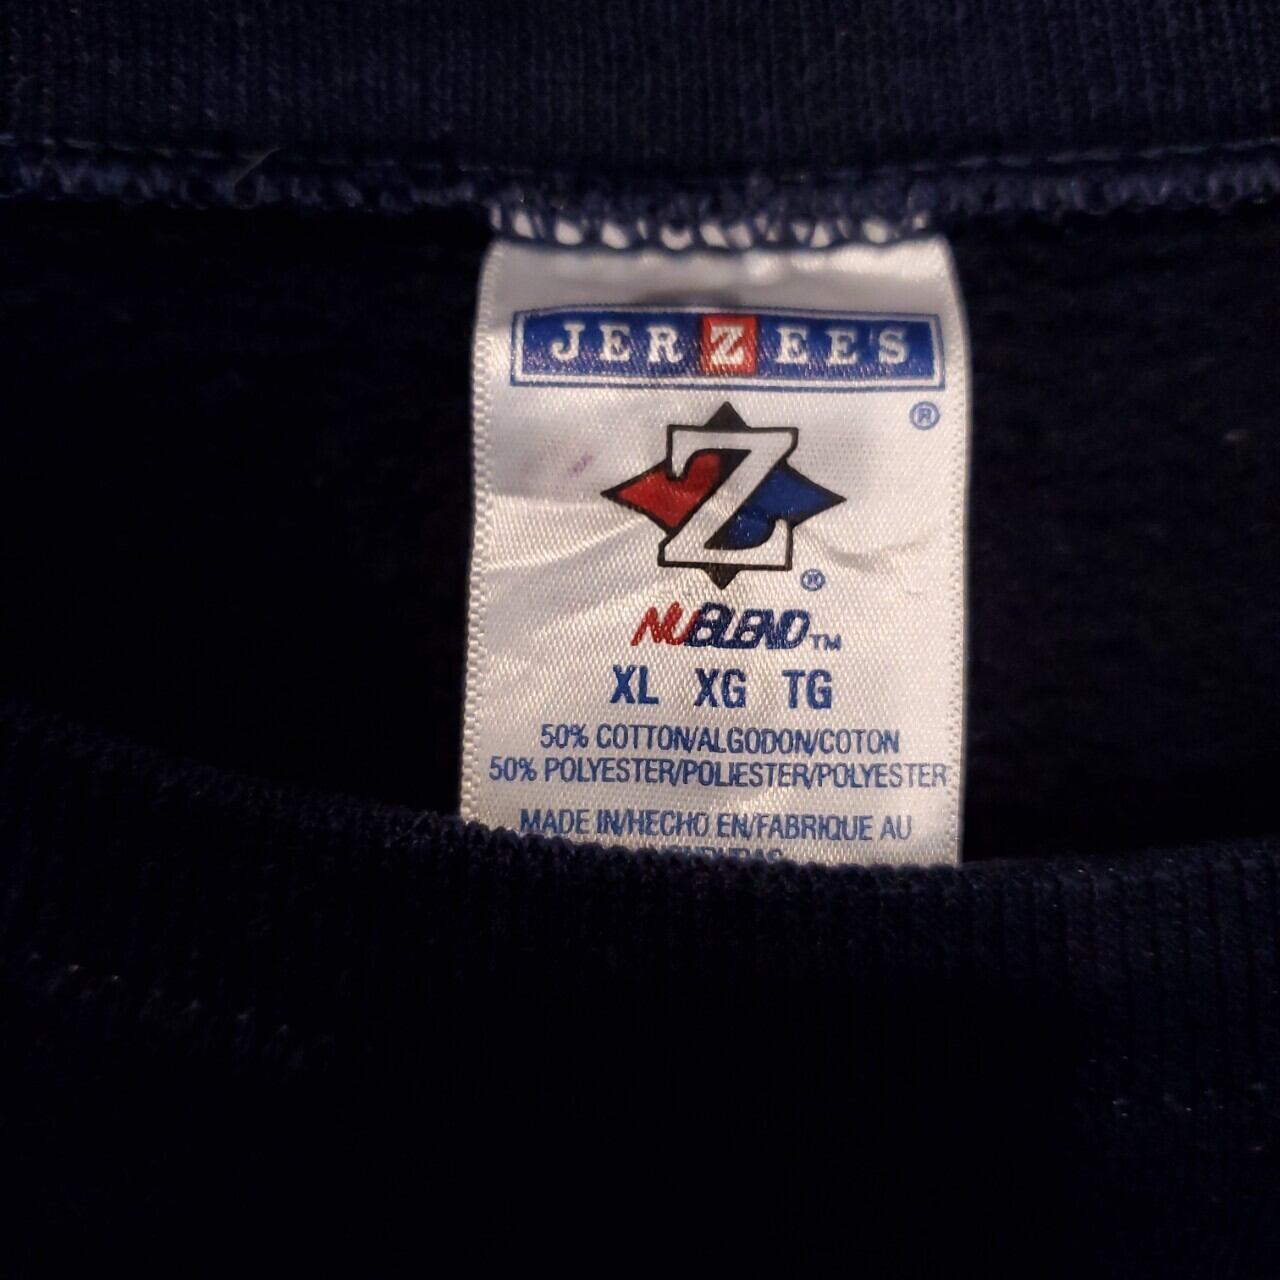 JERZEES
®
Z
®
NUBLEND™
XL XG TG
50% COTTON/ALGODON/COTON
50% POLYESTER/POLIESTER/POLYESTER
MADE IN/HECHO EN/FABRIQUE AU